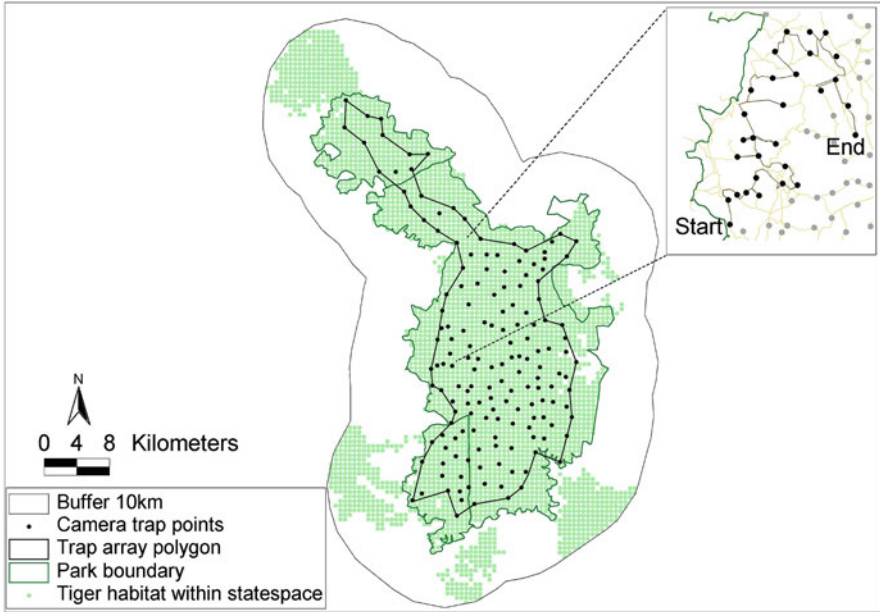 Start
End
N
0 4 8 Kilometers
Buffer 10km
Camera trap points
Trap array polygon
Park boundary
Tiger habitat within statespace